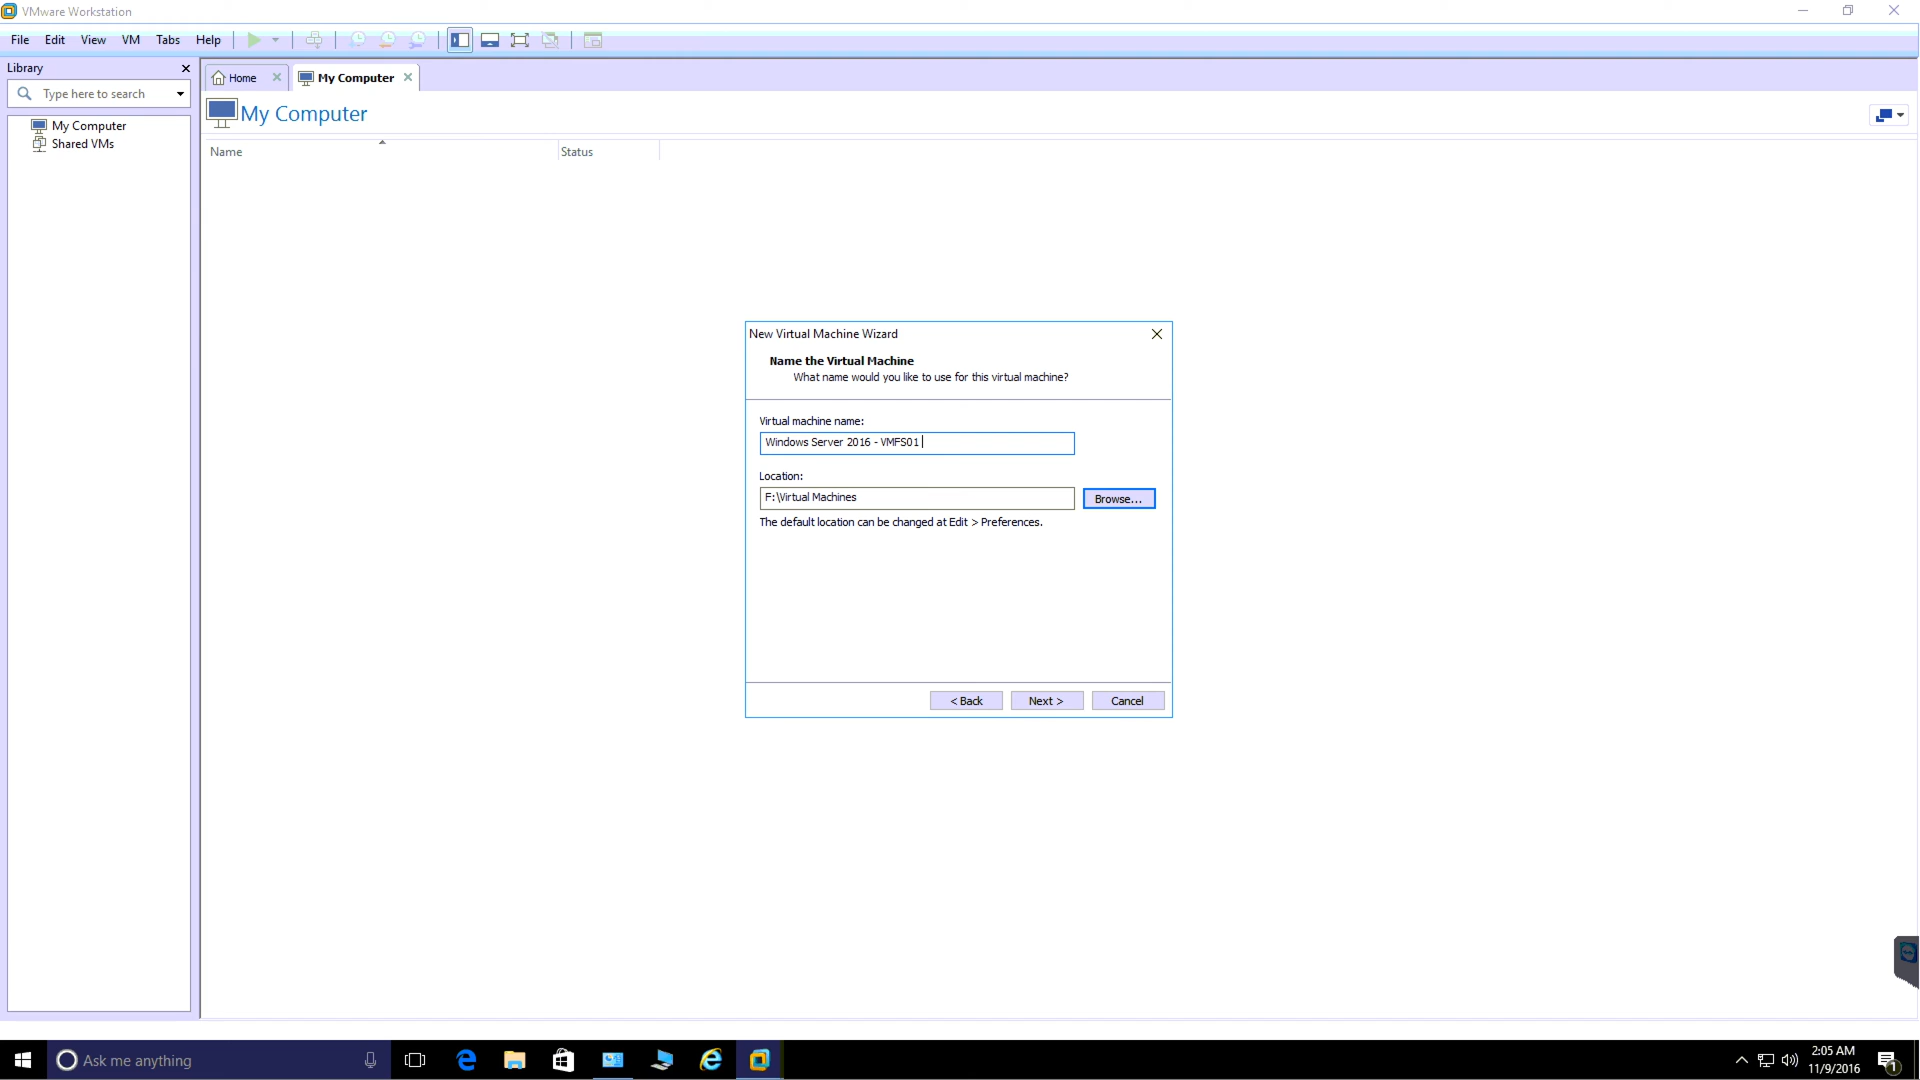 VMware Workstation
File Edit View VM Tabs Help
Library
Type here to search
My Computer
Shared VMs
Home
My Computer
My Computer
Name Status
New Virtual Machine Wizard
Name the Virtual Machine
What name would you like to use for this virtual machine?
Virtual machine name:
Windows Server 2016 - VMFS01
Location:
F:\Virtual Machines
Browse...
The default location can be changed at Edit > Preferences.
< Back Next > Cancel
Ask me anything
2:05 AM
11/9/2016
1